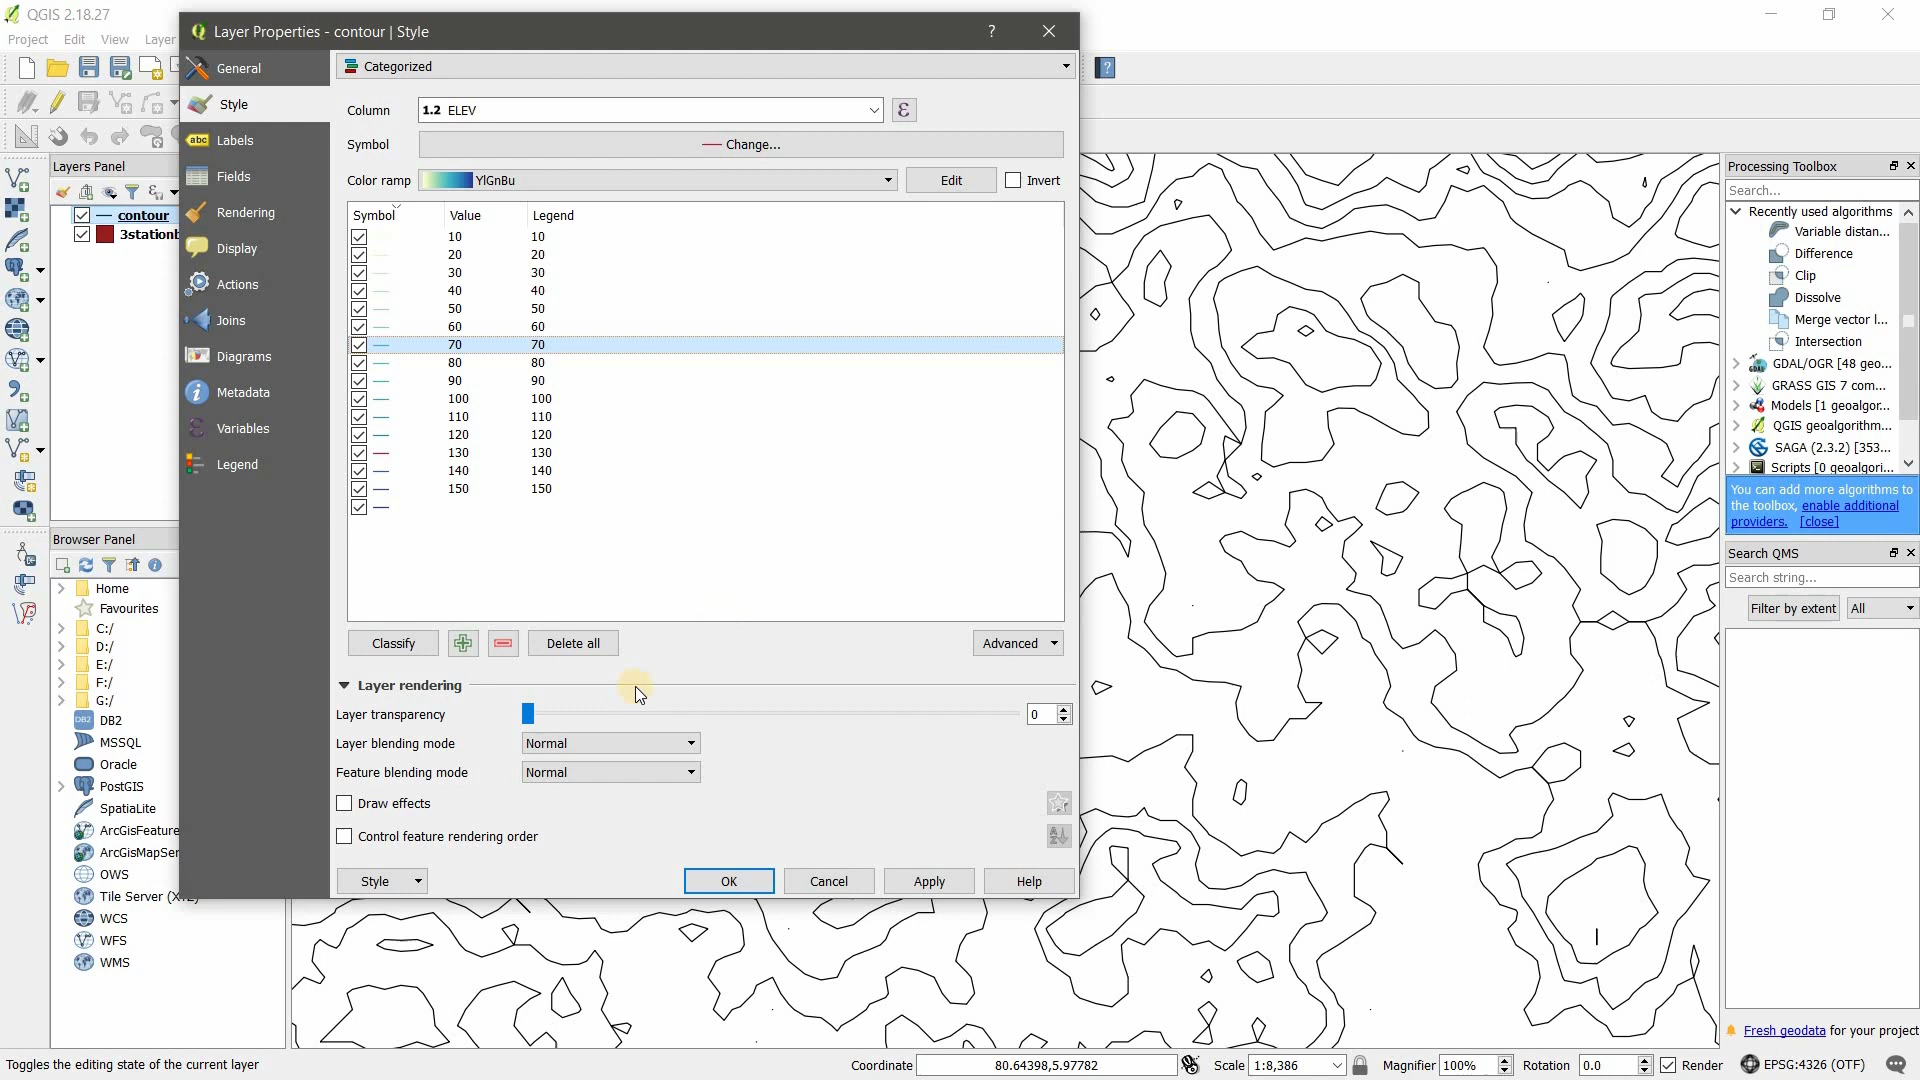 QGIS 2.18.27
Project Edit View Layer
Layer Properties - contour | Style
?
General
Style
Labels
Fields
Rendering
Display
Actions
Joins
Diagrams
Metadata
Variables
Legend
Categorized
Column 1.2 ELEV ε
Symbol Change...
Color ramp YlGnBu Edit Invert
Symbol Value Legend
10 10
20 20
30 30
40 40
50 50
60 60
70 70
80 80
90 90
100 100
110 110
120 120
130 130
140 140
150 150
Classify Delete all Advanced
Layer rendering
Layer transparency 0
Layer blending mode Normal
Feature blending mode Normal
Draw effects
Control feature rendering order
Style OK Cancel Apply Help
Layers Panel
contour
3stationb
Browser Panel
Home
Favourites
C:/
D:/
E:/
F:/
G:/
DB2
MSSQL
Oracle
PostGIS
SpatiaLite
ArcGisFeature
ArcGisMapSer
OWS
Tile Server (XYZ)
WCS
WFS
WMS
Processing Toolbox
Search...
Recently used algorithms
Variable distan...
Difference
Clip
Dissolve
Merge vector l...
Intersection
GDAL/OGR [48 geo...
GRASS GIS 7 com...
Models [1 geoalgor...
QGIS geoalgorithm...
SAGA (2.3.2) [353...
Scripts [0 geoalgori...
You can add more algorithms to
the toolbox, enable additional
providers. [close]
Search QMS
Search string...
Filter by extent All
Fresh geodata for your project
Toggles the editing state of the current layer
Coordinate 80.64398,5.97782 Scale 1:8,386 Magnifier 100% Rotation 0.0 Render EPSG:4326 (OTF)